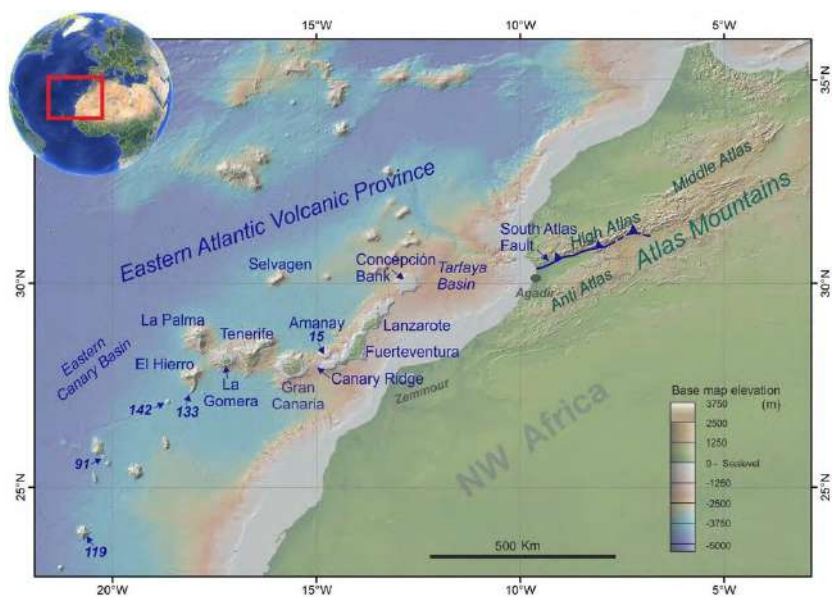 15°W
10°W
5°W
35°N
35°N
Eastern Atlantic Volcanic Province
Middle Atlas
Atlas Mountains
South Atlas
Fault
High Atlas
Anti Atlas
Agadir
Concepción
Bank
Tarfaya
Basin
Selvagen
30°N
30°N
La Palma
Tenerife
Amanay
15
Lanzarote
Fuerteventura
Eastern
Canary Basin
El Hierro
La
Gomera
Gran
Canaria
Canary Ridge
Zemmour
142
133
NW Africa
Base map elevation
(m)
3750
2500
1250
0 - Sealevel
-1250
-2500
-3750
-5000
91
25°N
25°N
119
500 Km
20°W
15°W
10°W
5°W